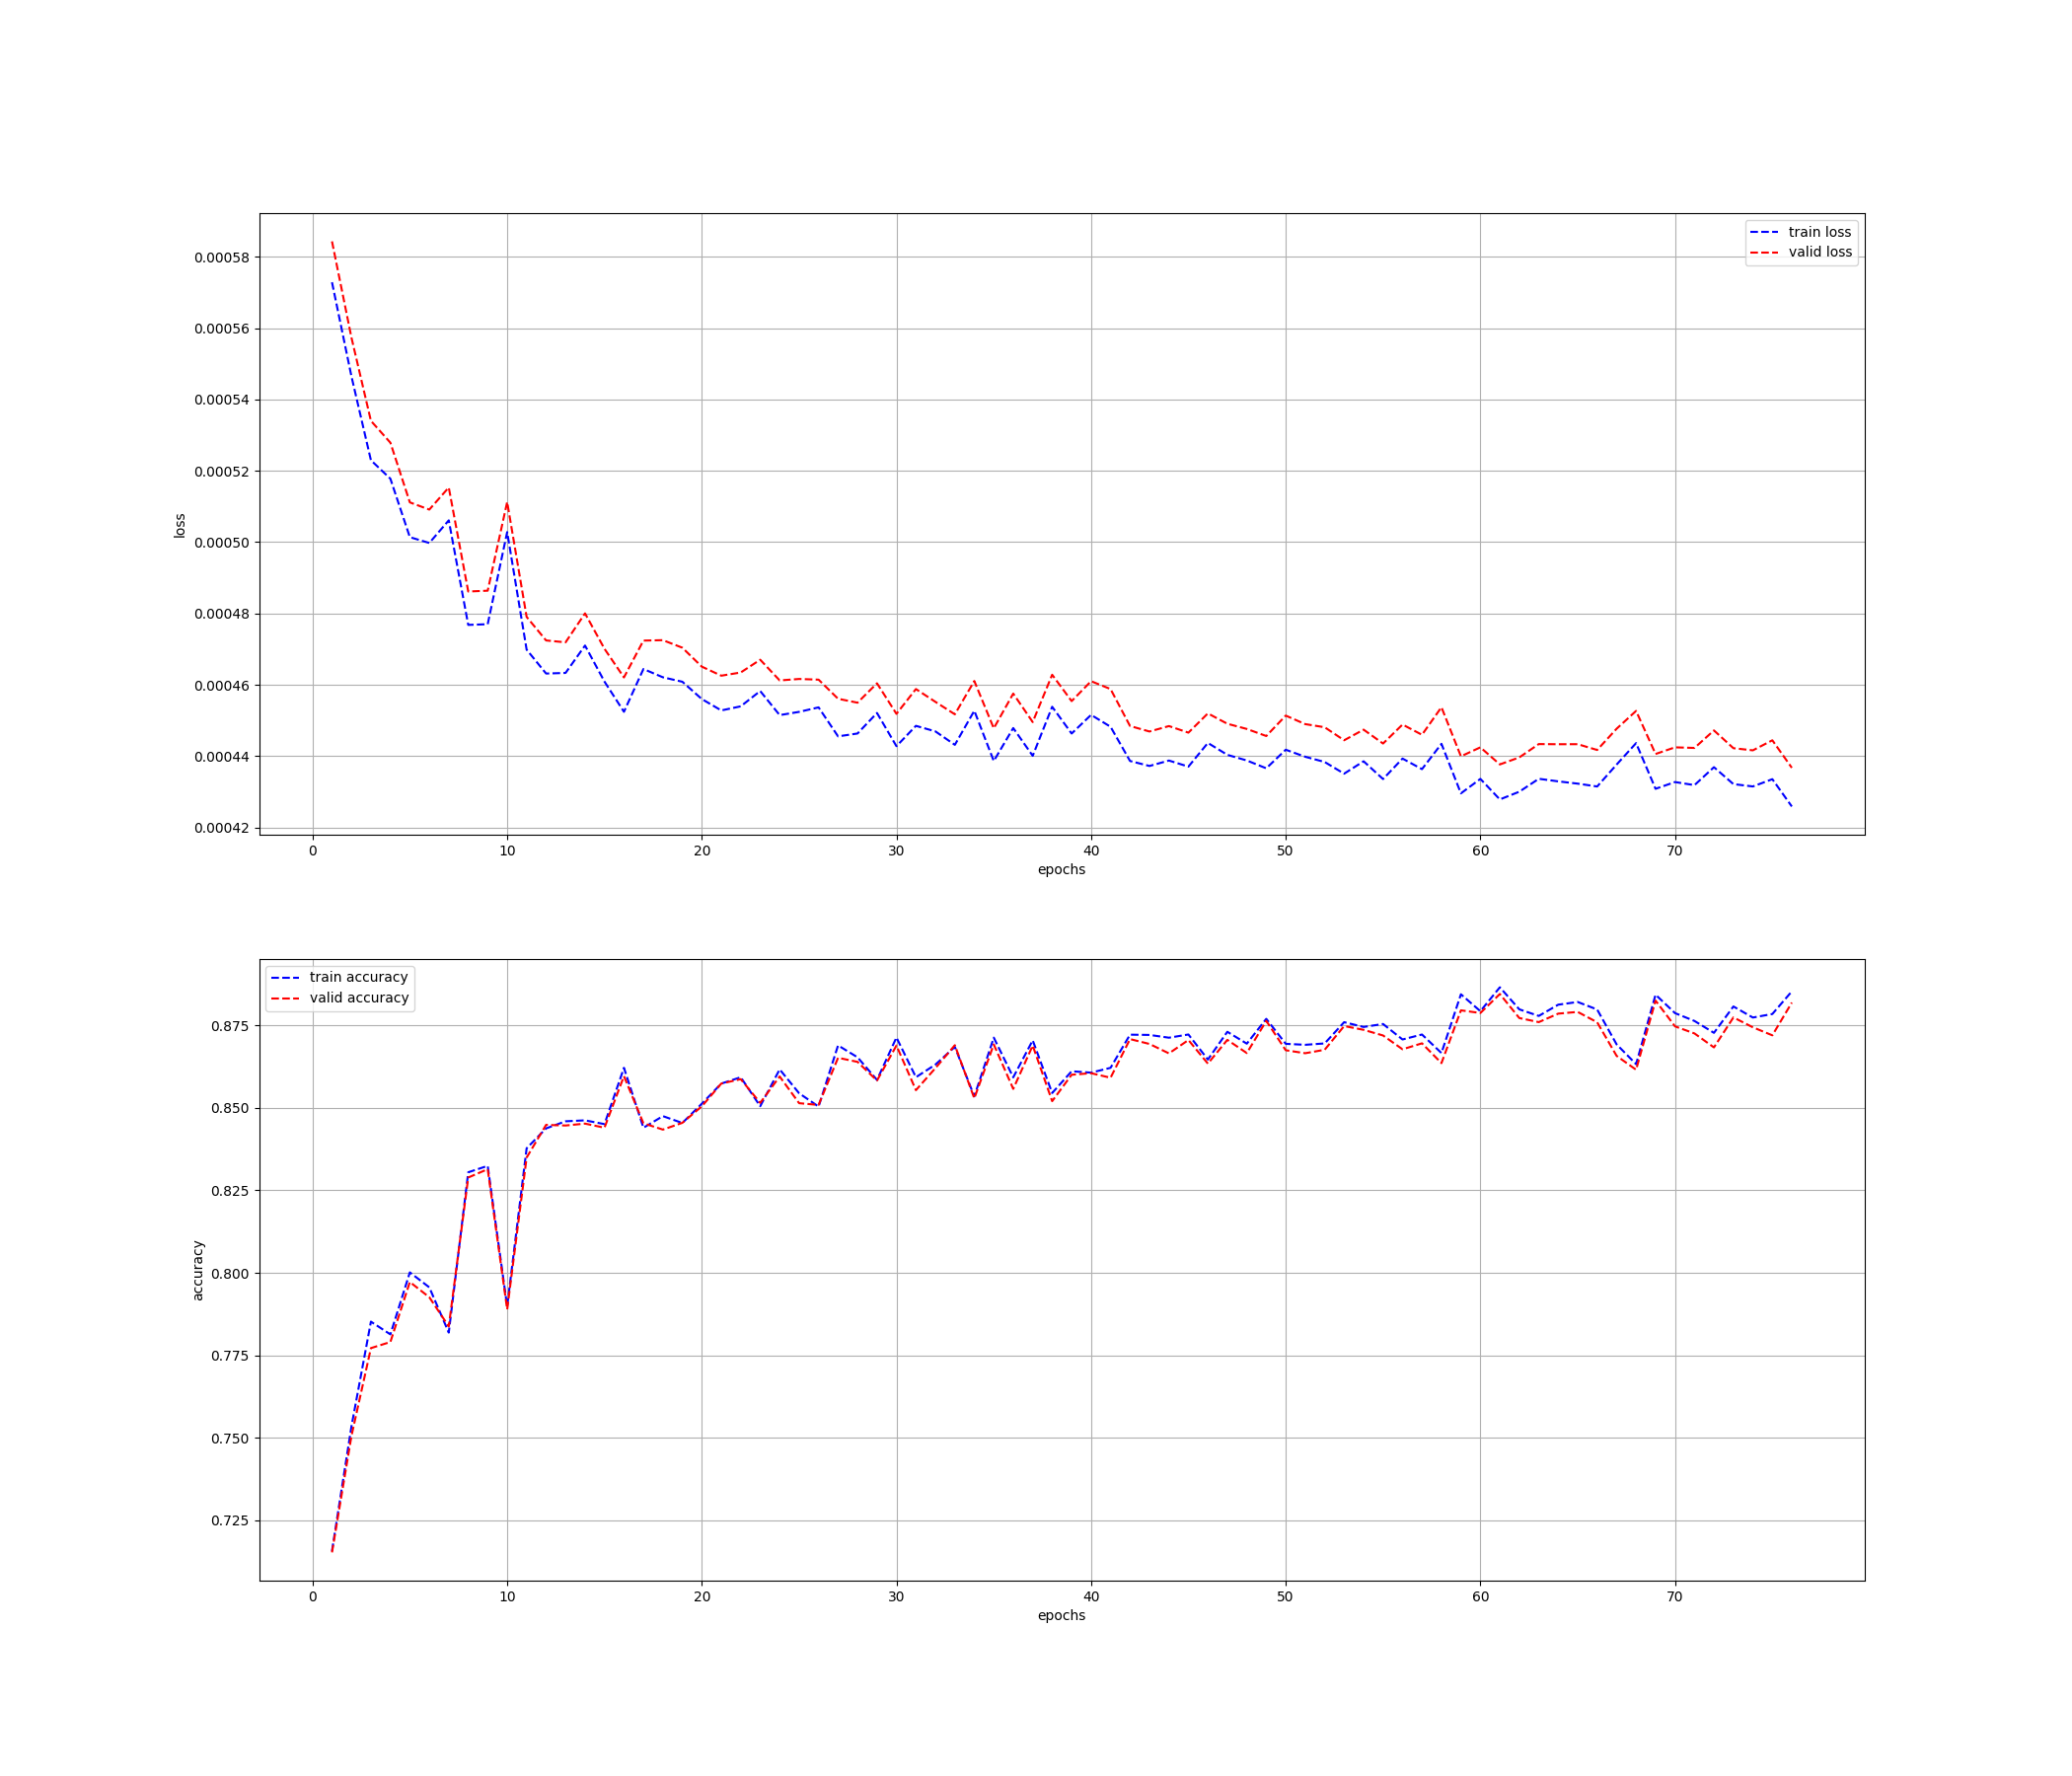 train loss
valid loss
0.00058
0.00056
0.00054
0.00052
0.00050
0.00048
0.00046
0.00044
0.00042
loss
0 10 20 30 40 50 60 70
epochs
train accuracy
valid accuracy
0.875
0.850
0.825
0.800
0.775
0.750
0.725
accuracy
0 10 20 30 40 50 60 70
epochs